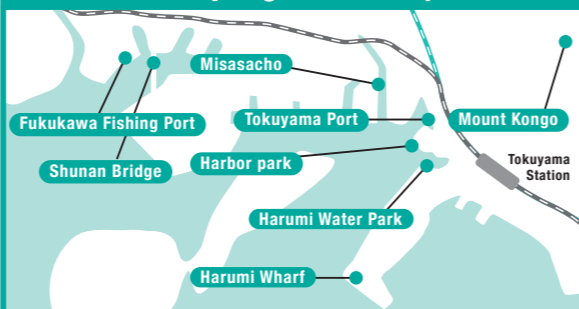 Misasacho
Fukukawa Fishing Port
Tokuyama Port
Mount Kongo
Shunan Bridge
Harbor park
Tokuyama
Station
Harumi Water Park
Harumi Wharf